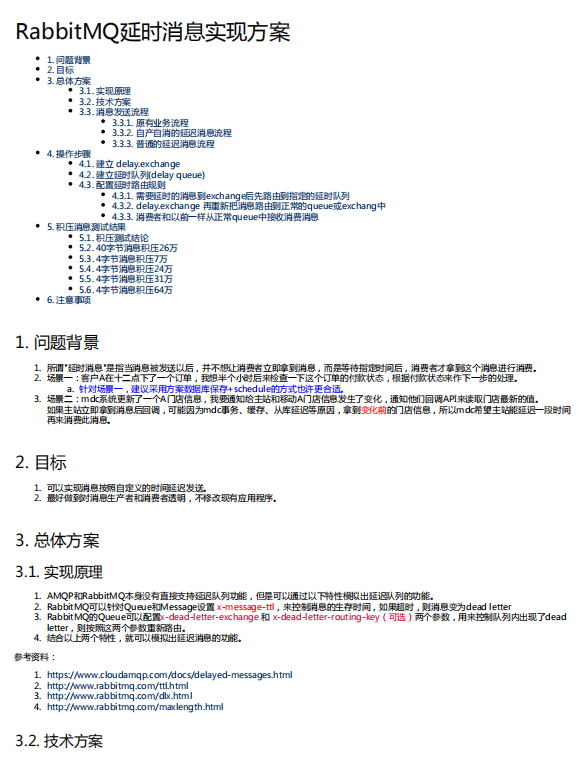 RabbitMQ延时消息实现方案
1. 问题背景
2. 目标
3. 总体方案
3.1. 实现原理
3.2. 技术方案
3.3. 消息发送流程
3.3.1. 原有业务流程
3.3.2. 自产自消的延迟消息流程
3.3.3. 普通的延迟消息流程
4. 操作步骤
4.1. 建立 delay.exchange
4.2. 建立延时队列(delay queue)
4.3. 配置延时路由规则
4.3.1. 需要延时的消息到exchange后先路由到指定的延时队列
4.3.2. delay.exchange 再重新把消息路由到正常的queue或exchang中
4.3.3. 消费者和以前一样从正常queue中接收消费消息
5. 积压消息测试结果
5.1. 积压测试结论
5.2. 40字节消息积压26万
5.3. 4字节消息积压7万
5.4. 4字节消息积压24万
5.5. 4字节消息积压31万
5.6. 4字节消息积压64万
6. 注意事项
1. 问题背景
1. 所谓"延时消息"是指当消息被发送以后，并不想让消费者立即拿到消息，而是等待指定时间后，消费者才拿到这个消息进行消费。
2. 场景一：客户A在十二点下了一个订单，我想半个小时后来检查一下这个订单的付款状态，根据付款状态来作下一步的处理。
a. 针对场景一，建议采用方案数据库保存+schedule的方式也许更合适。
3. 场景二：mdc系统更新了一个A门店信息，我要通知给主站和移动A门店信息发生了变化，通知他们回调API来读取门店最新的值。
如果主站立即拿到消息后回调，可能因为mdc事务、缓存、从库延迟等原因，拿到变化前的门店信息，所以mdc希望主站能延迟一段时间
再来消费此消息。
2. 目标
1. 可以实现消息按照自定义的时间延迟发送。
2. 最好做到对消息生产者和消费者透明，不修改现有应用程序。
3. 总体方案
3.1. 实现原理
1. AMQP和RabbitMQ本身没有直接支持延迟队列功能，但是可以通过以下特性模拟出延迟队列的功能。
2. RabbitMQ可以针对Queue和Message设置 x-message-ttl，来控制消息的生存时间，如果超时，则消息变为dead letter
3. RabbitMQ的Queue可以配置x-dead-letter-exchange 和 x-dead-letter-routing-key（可选）两个参数，用来控制队列内出现了dead
letter，则按照这两个参数重新路由。
4. 结合以上两个特性，就可以模拟出延迟消息的功能。
参考资料：
1. https://www.cloudamqp.com/docs/delayed-messages.html
2. http://www.rabbitmq.com/ttl.html
3. http://www.rabbitmq.com/dlx.html
4. http://www.rabbitmq.com/maxlength.html
3.2. 技术方案